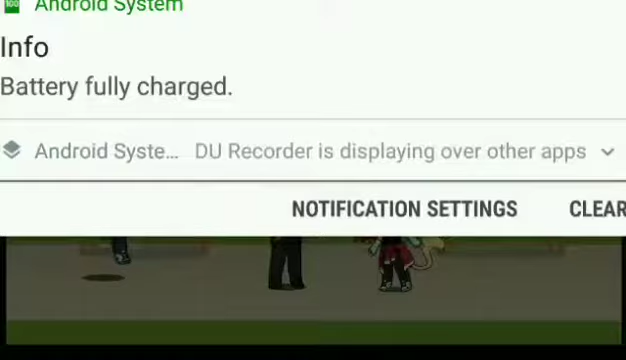 Android System
Info
Battery fully charged.
Android Syste... DU Recorder is displaying over other apps
NOTIFICATION SETTINGS CLEAR